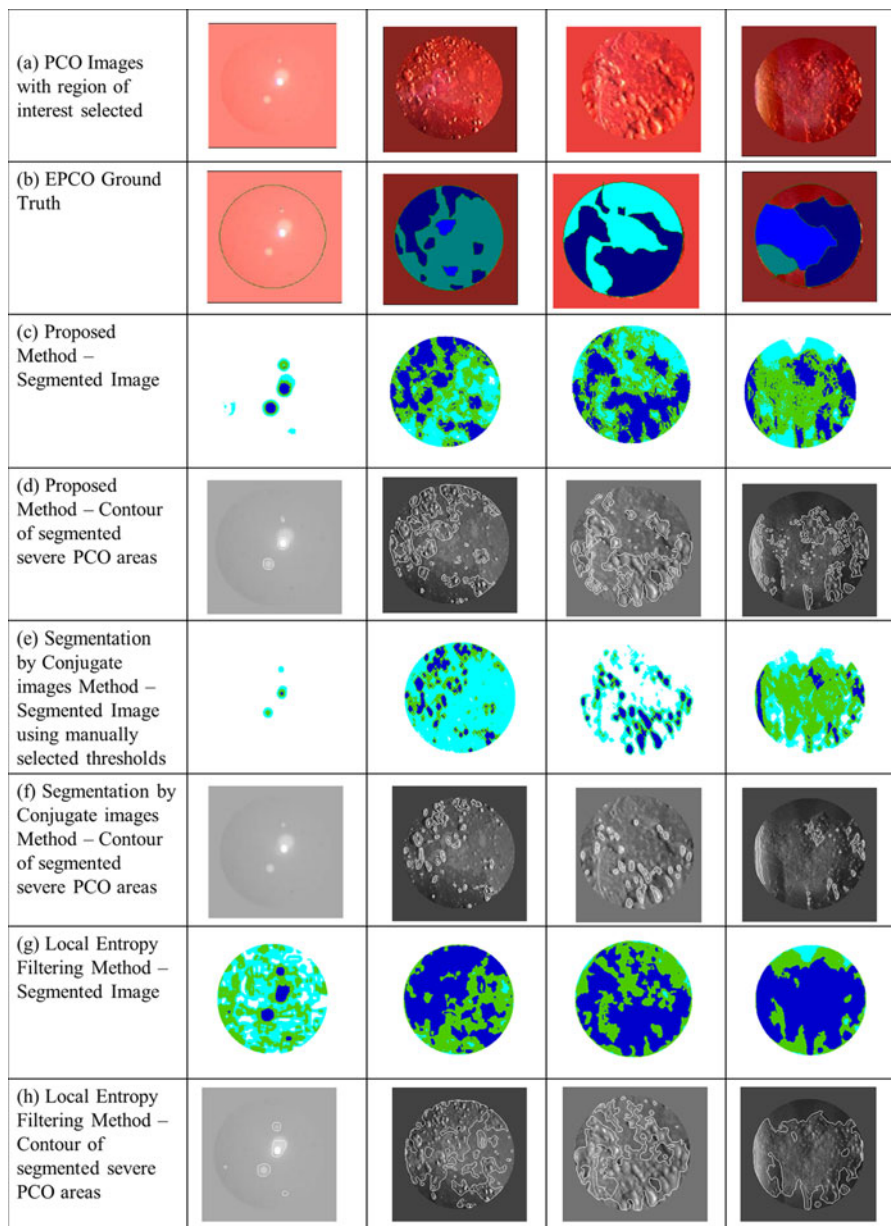 (a) PCO Images
with region of
interest selected
(b) EPCO Ground
Truth
(c) Proposed
Method –
Segmented Image
(d) Proposed
Method – Contour
of segmented
severe PCO areas
(e) Segmentation
by Conjugate
images Method –
Segmented Image
using manually
selected thresholds
(f) Segmentation by
Conjugate images
Method – Contour
of segmented
severe PCO areas
(g) Local Entropy
Filtering Method –
Segmented Image
(h) Local Entropy
Filtering Method –
Contour of
segmented severe
PCO areas